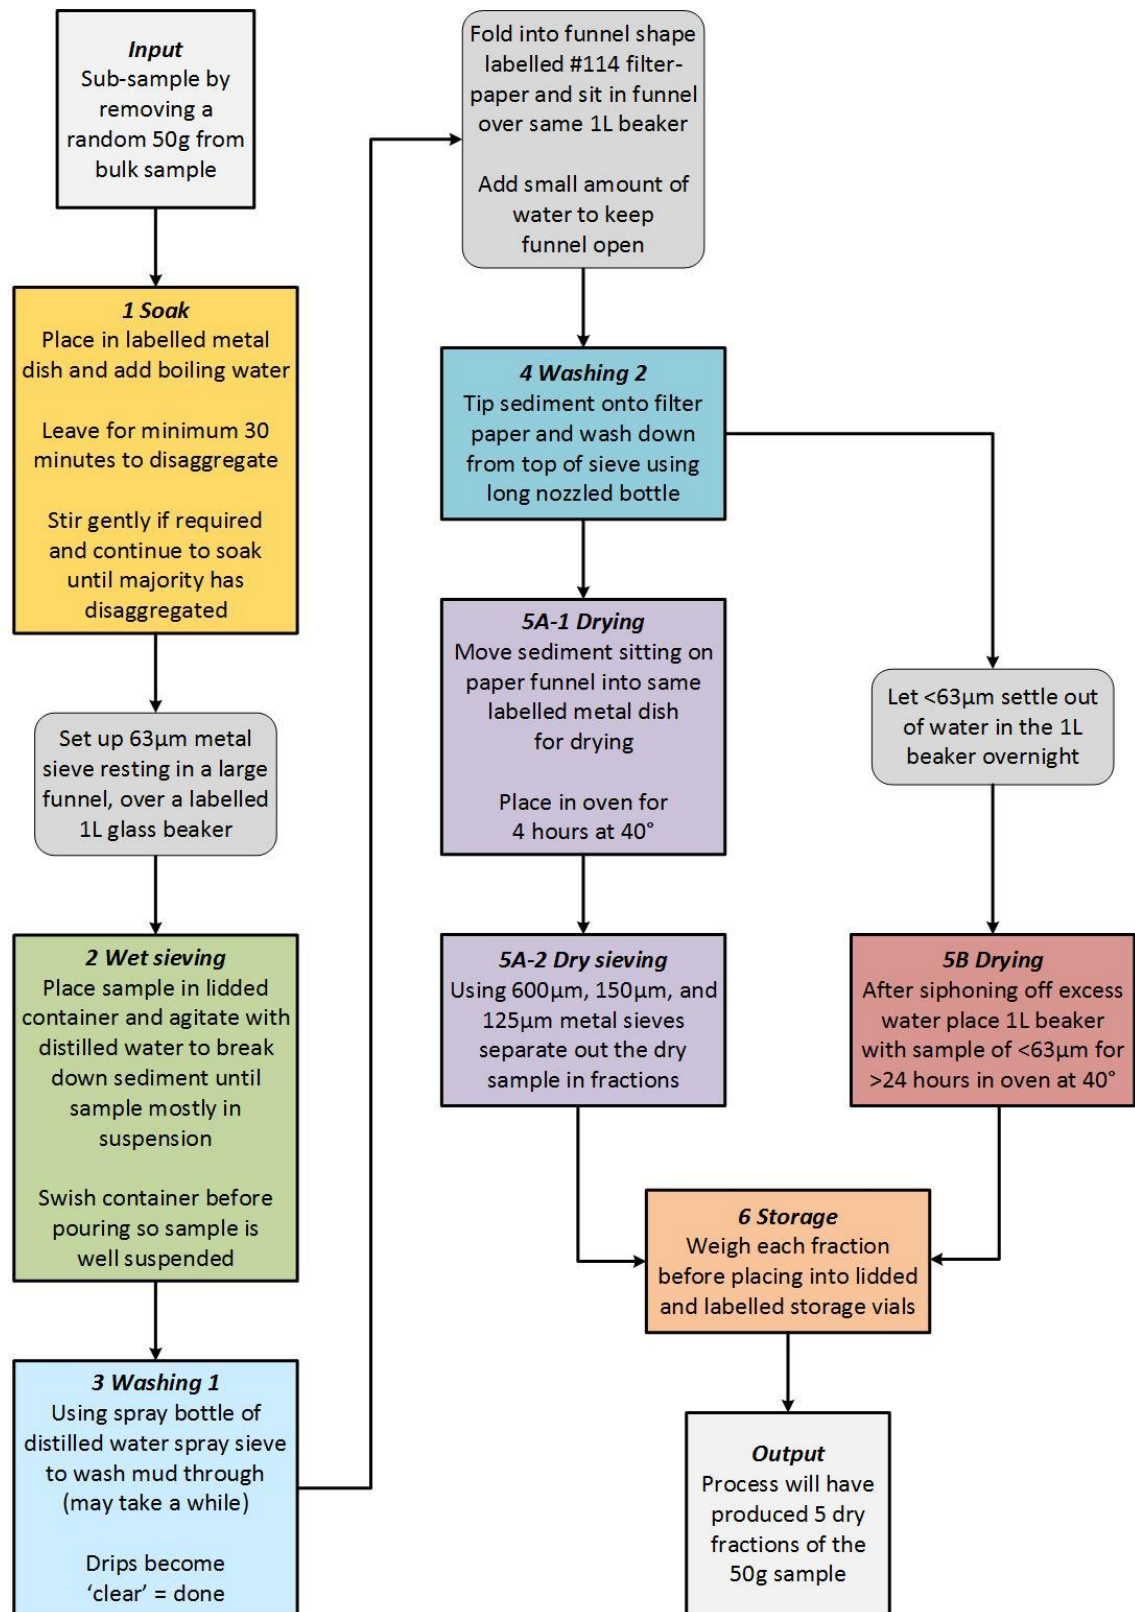 Input
Sub-sample by
removing a
random 50g from
bulk sample
1 Soak
Place in labelled metal
dish and add boiling water
Leave for minimum 30
minutes to disaggregate
Stir gently if required
and continue to soak
until majority has
disaggregated
Set up 63µm metal
sieve resting in a large
funnel, over a labelled
1L glass beaker
2 Wet sieving
Place sample in lidded
container and agitate with
distilled water to break
down sediment until
sample mostly in
suspension
Swish container before
pouring so sample is
well suspended
3 Washing 1
Using spray bottle of
distilled water spray sieve
to wash mud through
(may take a while)
Drips become
‘clear’ = done
Fold into funnel shape
labelled #114 filter-
paper and sit in funnel
over same 1L beaker
Add small amount of
water to keep
funnel open
4 Washing 2
Tip sediment onto filter
paper and wash down
from top of sieve using
long nozzled bottle
5A-1 Drying
Move sediment sitting on
paper funnel into same
labelled metal dish
for drying
Place in oven for
4 hours at 40°
5A-2 Dry sieving
Using 600µm, 150µm, and
125µm metal sieves
separate out the dry
sample in fractions
Let <63µm settle out
of water in the 1L
beaker overnight
5B Drying
After siphoning off excess
water place 1L beaker
with sample of <63µm for
>24 hours in oven at 40°
6 Storage
Weigh each fraction
before placing into lidded
and labelled storage vials
Output
Process will have
produced 5 dry
fractions of the
50g sample